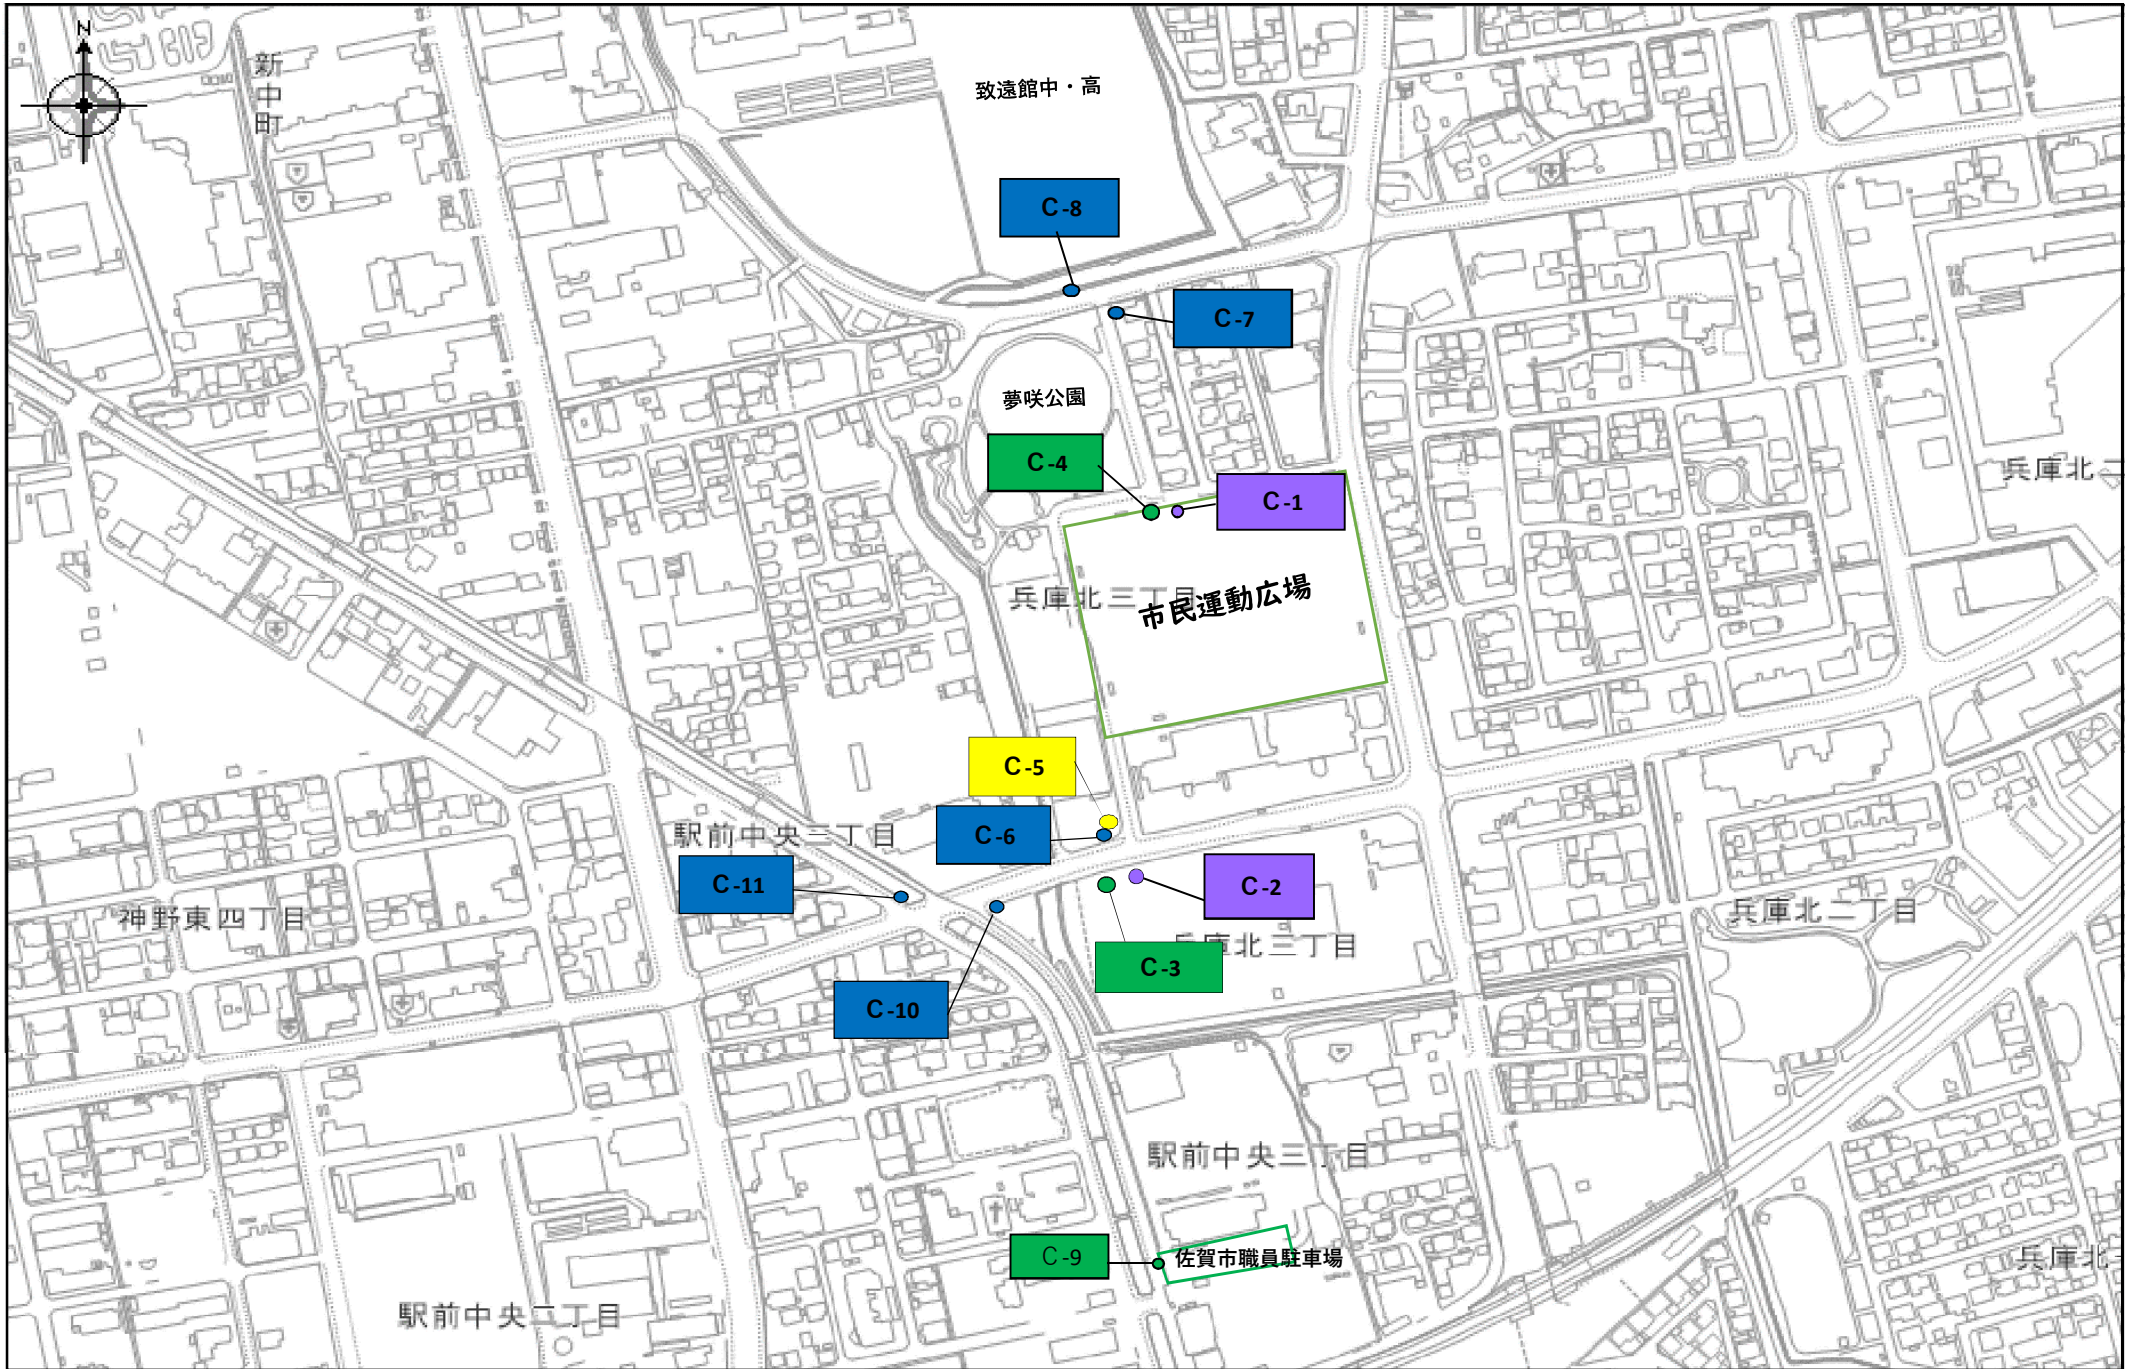 N
新中町
致遠館中・高
C-8
C-7
夢咲公園
C-4
C-1
兵庫北二
兵庫北三丁目
市民運動広場
C-5
C-6
駅前中央三丁目
C-11
C-2
神野東四丁目
兵庫北二丁目
兵庫北三丁目
C-3
C-10
駅前中央三丁目
C-9
佐賀市職員駐車場
兵庫北
駅前中央二丁目